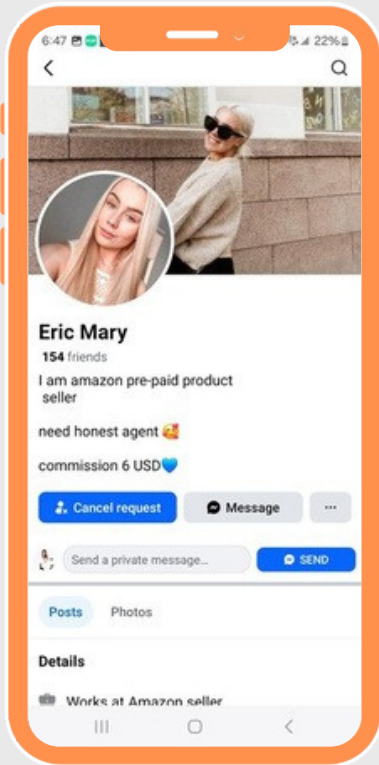 6:47
22%
Eric Mary
154 friends
I am amazon pre-paid product
seller
need honest agent 🥰
commission 6 USD💙
Cancel request
Message
...
Send a private message...
SEND
Posts
Photos
Details
Works at Amazon seller